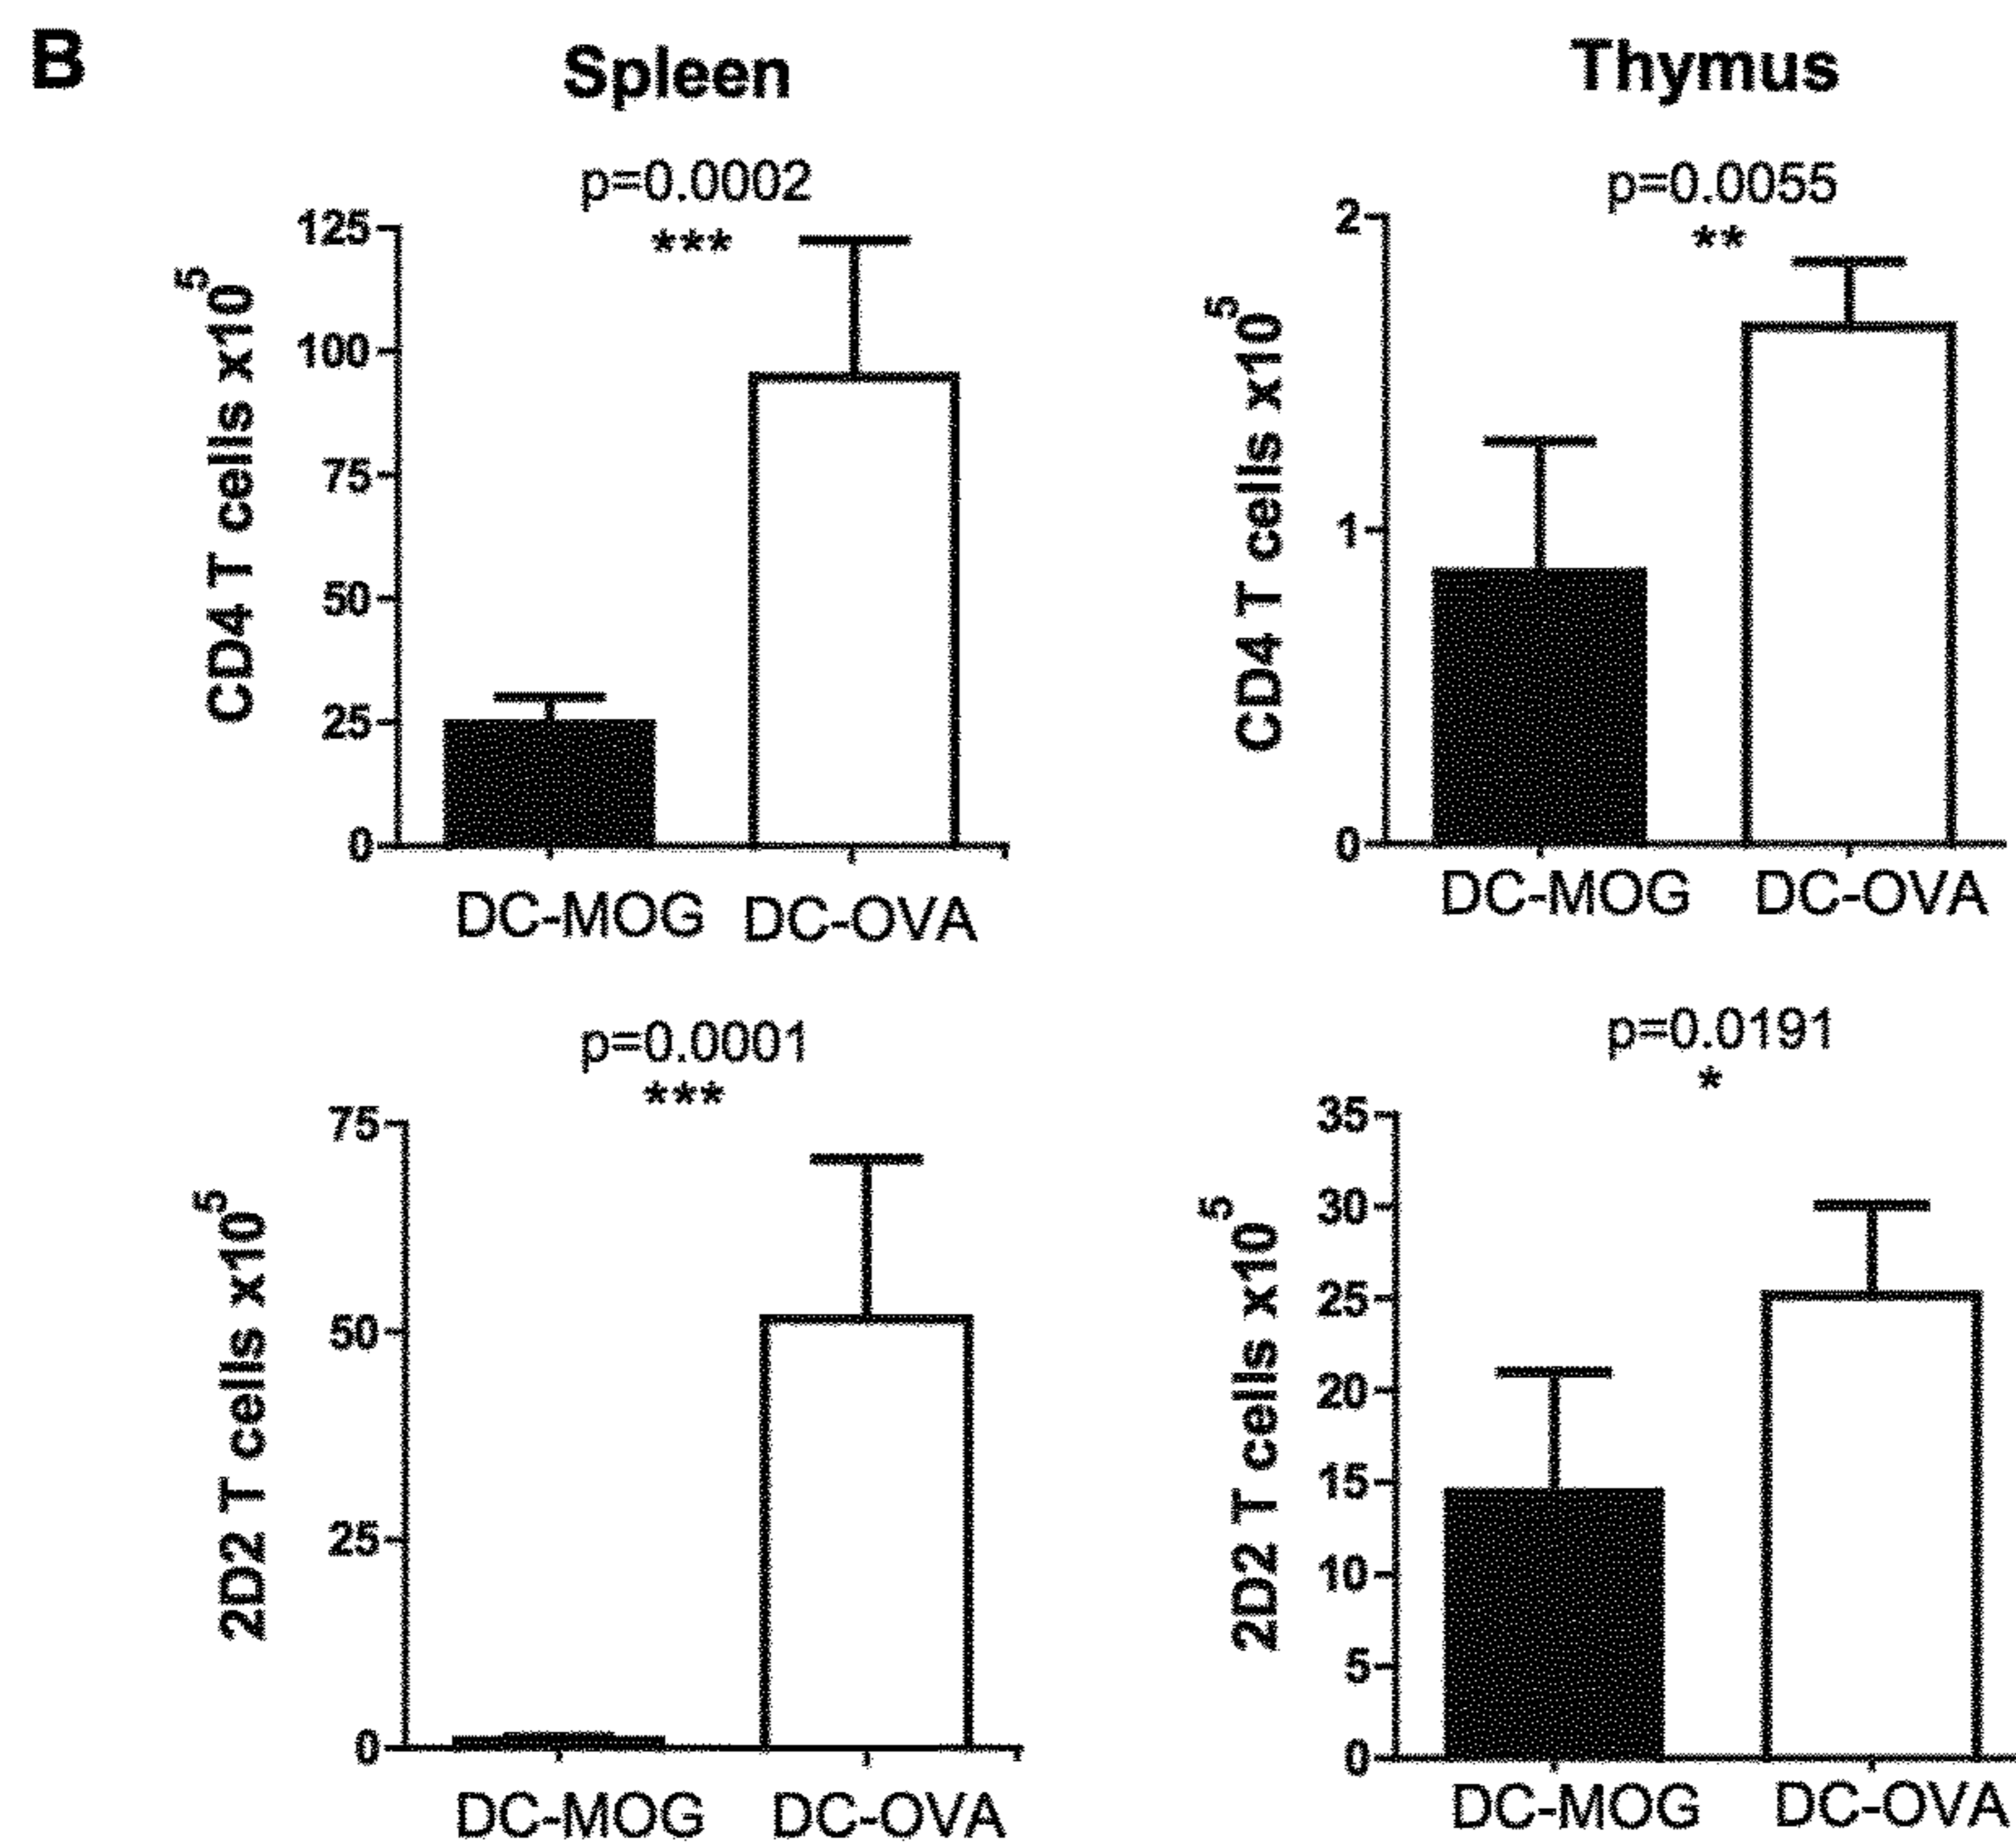 B
Spleen
p=0.0002
***
CD4 T cells x10^5
125
100
75
50
25
0
DC-MOG DC-OVA
Thymus
p=0.0055
**
CD4 T cells x10^5
2
1
0
DC-MOG DC-OVA
p=0.0001
***
2D2 T cells x10^5
75
50
25
0
DC-MOG DC-OVA
p=0.0191
*
2D2 T cells x10^5
35
30
25
20
15
10
5
0
DC-MOG DC-OVA